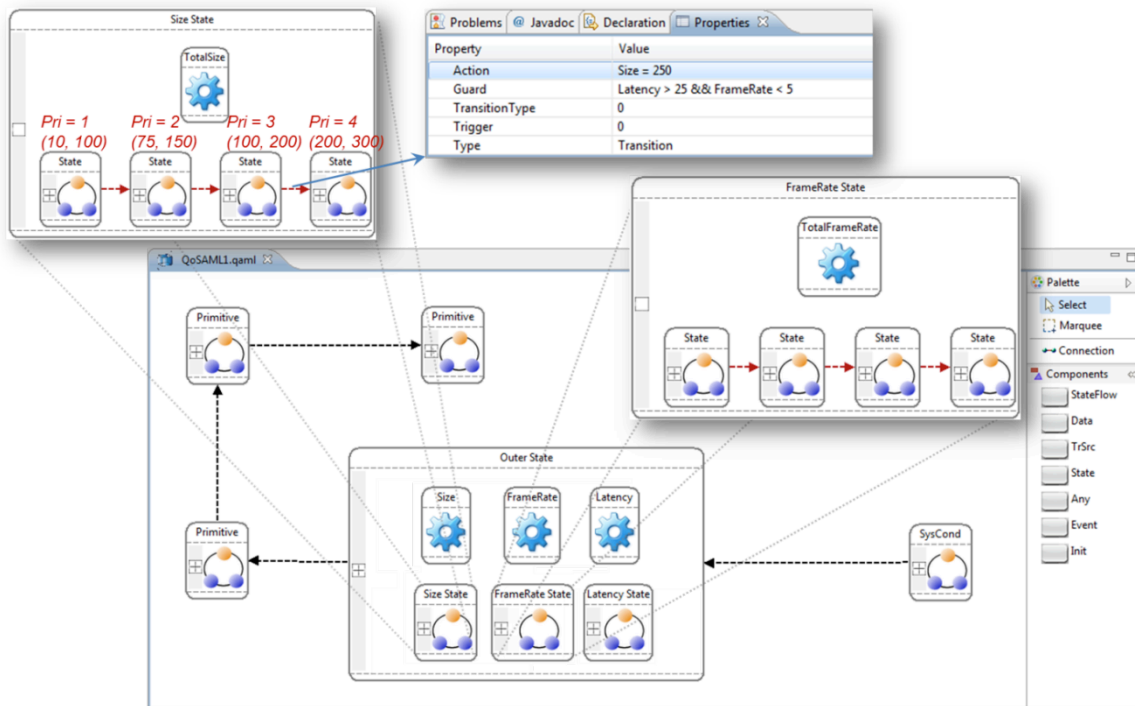 Size State
TotalSize
Pri = 1 Pri = 2 Pri = 3 Pri = 4
(10, 100) (75, 150) (100, 200) (200, 300)
State State State State
Problems @ Javadoc Declaration Properties
Property Value
Action Size = 250
Guard Latency > 25 && FrameRate < 5
TransitionType 0
Trigger 0
Type Transition
FrameRate State
TotalFrameRate
State State State State
QoSAML1.qaml
Primitive Primitive
Outer State
Size FrameRate Latency
Primitive
SysCond
Size State FrameRate State Latency State
Palette
Select
Marquee
Connection
Components
StateFlow
Data
TrSrc
State
Any
Event
Init